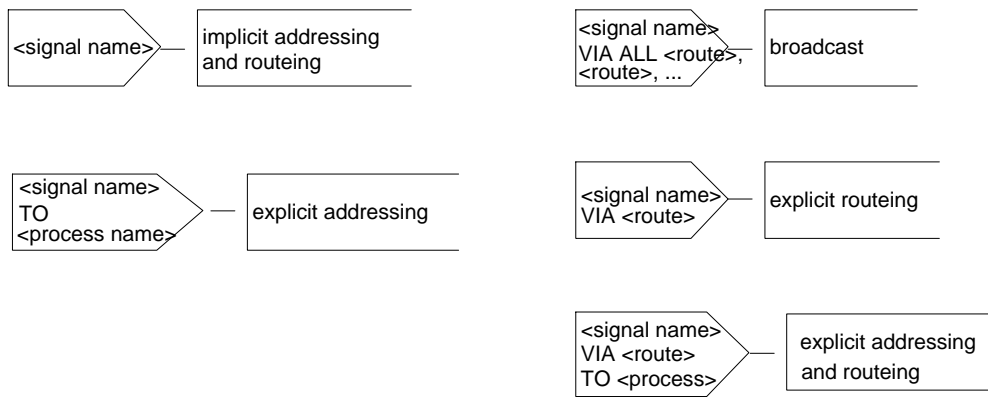 <signal name>
implicit addressing
and routeing
<signal name>
VIA ALL <route>,
<route>, ...
broadcast
<signal name>
TO
<process name>
explicit addressing
<signal name>
VIA <route>
explicit routeing
<signal name>
VIA <route>
TO <process>
explicit addressing
and routeing